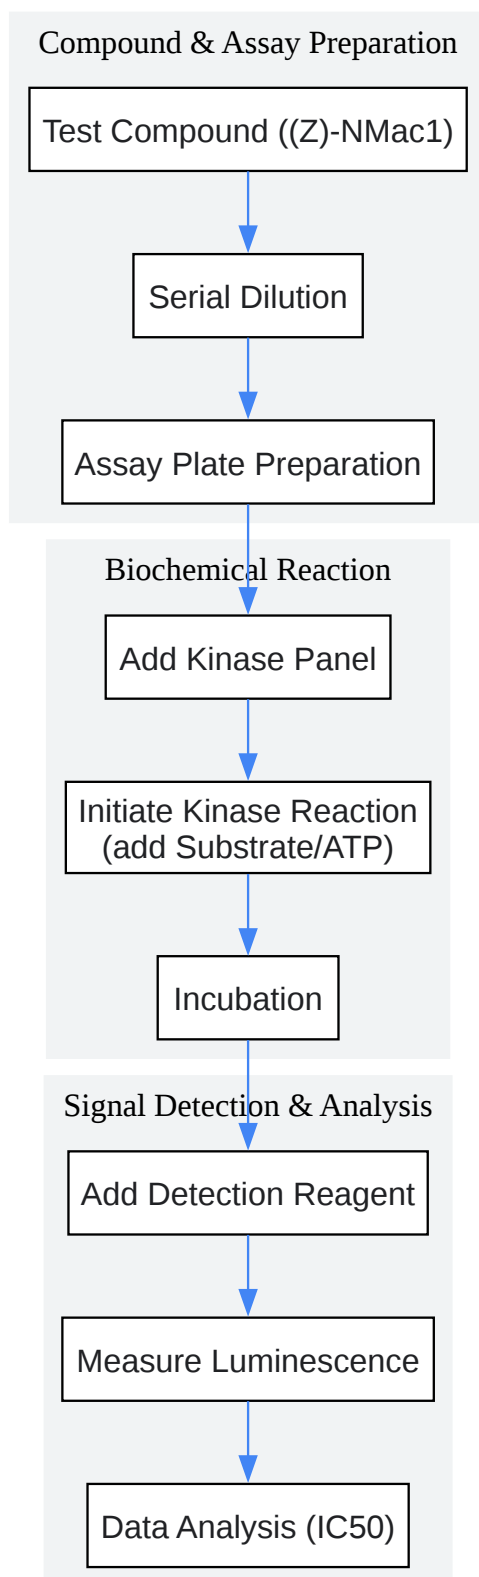 Compound & Assay Preparation
Test Compound ((Z)-NMac1)
Serial Dilution
Assay Plate Preparation
Biochemical Reaction
Add Kinase Panel
Initiate Kinase Reaction
(add Substrate/ATP)
Incubation
Signal Detection & Analysis
Add Detection Reagent
Measure Luminescence
Data Analysis (IC50)